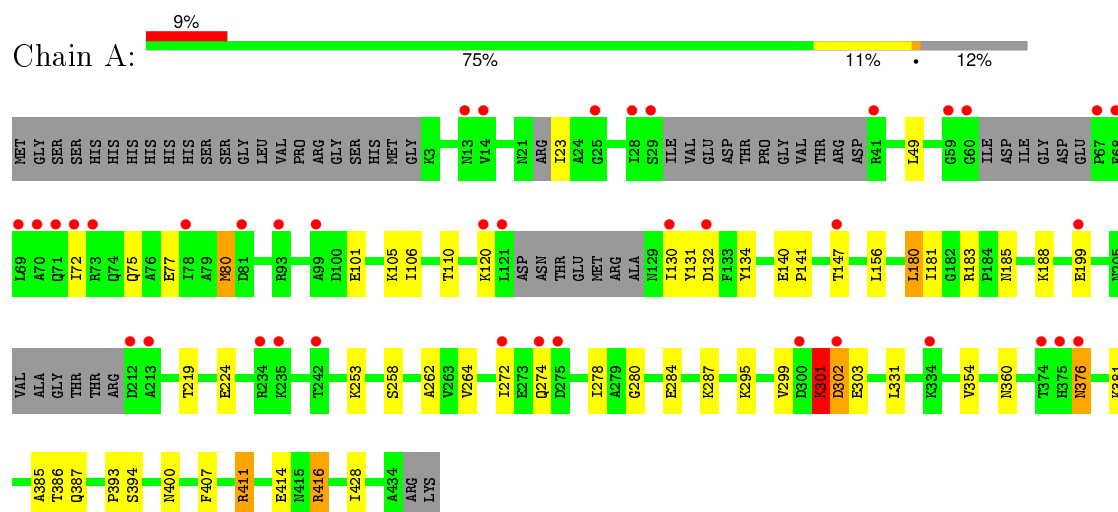 9%
Chain A:
75% 11% • 12%
MET GLY SER SER HIS HIS HIS HIS HIS HIS SER SER GLY LEU VAL PRO ARG GLY SER HIS MET GLY K3 N13 V14 N21 ARG I23 A24 G25 I28 S29 ILE VAL GLU ASP THR PRO GLY VAL THR ARG ASP R41 L49 G59 G60 ILE ASP ILE GLY ASP GLU P67 E68
L69 A70 Q71 I72 R73 Q74 Q75 A76 E77 I78 A79 M80 D81 R93 A99 D100 E101 K105 I106 T110 K120 L121 ASP ASN THR GLU MET ARG ALA N129 I130 Y131 D132 F133 Y134 E140 P141 T147 L156 L180 I181 G182 R183 P184 N185 K188 E199 N205
VAL ALA GLY THR THR ARG D212 A213 T219 E224 R234 K235 T242 K253 S258 A262 V263 V264 I272 E273 Q274 D275 I278 A279 G280 E284 K287 K295 V299 D300 K301 D302 E303 L331 K334 V354 N360 T374 H375 N376 K381
A385 T386 Q387 P393 S394 N400 F407 R411 E414 N415 R416 I428 A434 ARG LYS